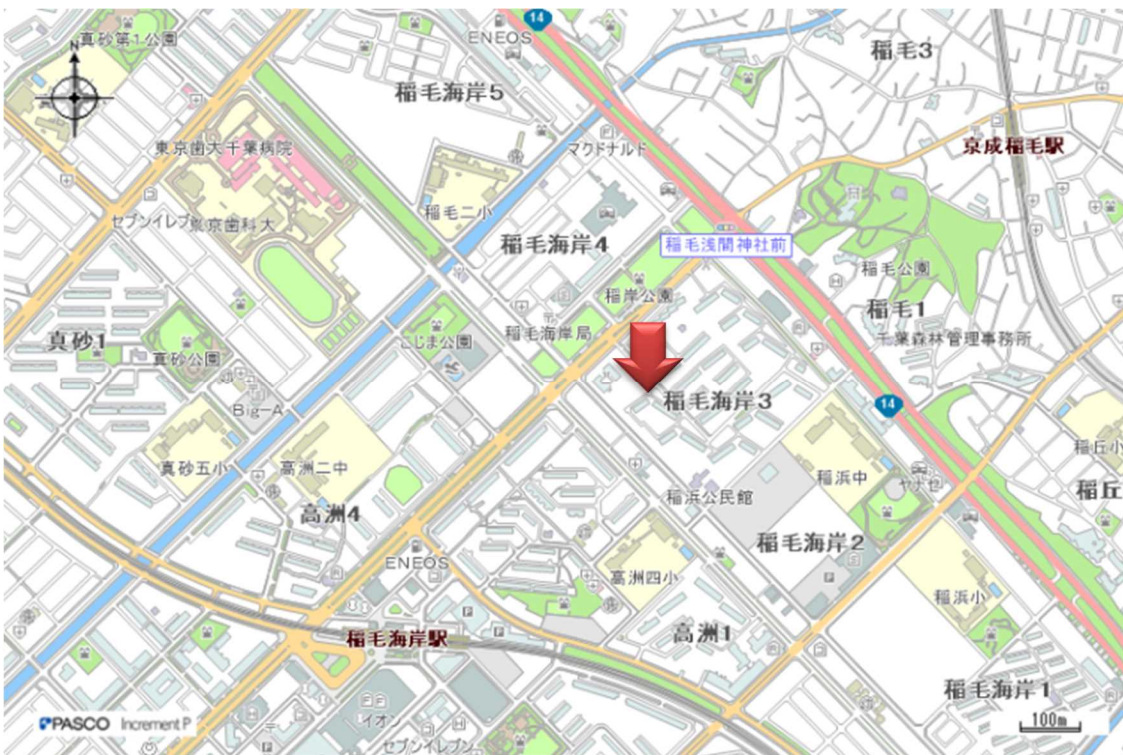 14
ENEOS
真砂第1公園
N
稲毛3
稲毛海岸5
京成稲毛駅
東京歯大千葉病院
マクドナルド
稲毛二小
セブンイレブン
東京歯科大
稲毛海岸4
稲毛浅間神社前
稲毛公園
稲岸公園
稲毛1
稲毛海岸局
こじま公園
千葉森林管理事務所
真砂1
真砂公園
稲毛海岸3
14
Big-A
真砂五小
高洲二中
稲丘小
稲浜中
ヤナセ
稲浜公民館
稲丘
高洲4
稲毛海岸2
ENEOS
高洲四小
稲浜小
高洲1
稲毛海岸駅
稲毛海岸1
PASCO Increment P
イオン
100m
セブンイレブン